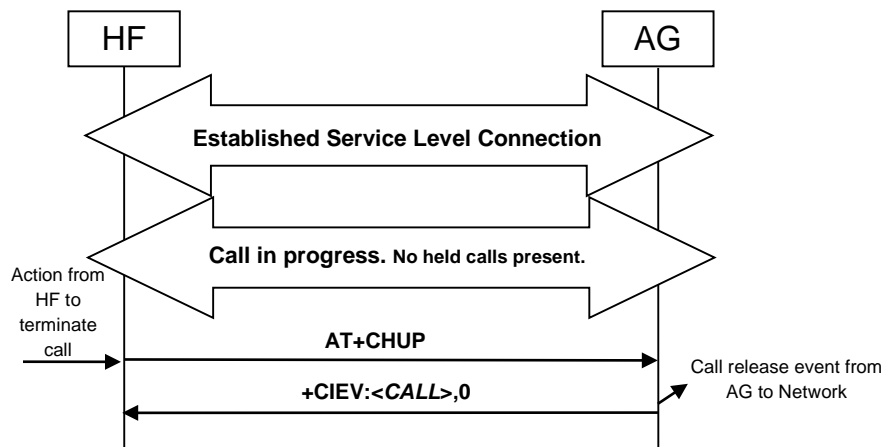 HF
AG
Established Service Level Connection
Call in progress. No held calls present.
Action from
HF to
terminate
call
AT+CHUP
Call release event from
AG to Network
+CIEV:<CALL>,0